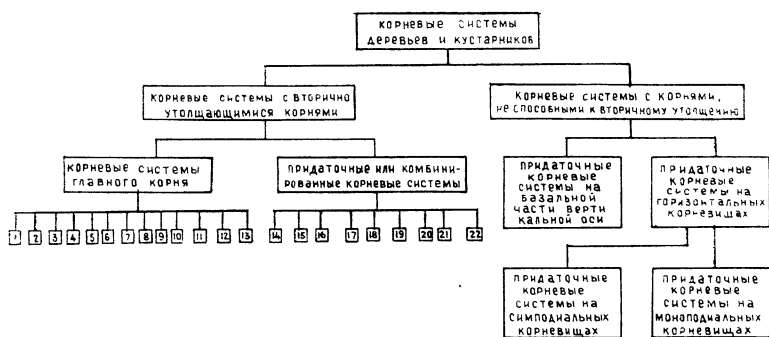 КОРНЕВЫЕ СИСТЕМЫ
ДЕРЕВЬЕВ И КУСТАРНИКОВ
КОРНЕВЫЕ СИСТЕМЫ С ВТОРИЧНО
УТОЛЩАЮЩИМИСЯ КОРНЯМИ
КОРНЕВЫЕ СИСТЕМЫ С КОРНЯМИ,
НЕ СПОСОБНЫМИ К ВТОРИЧНОМУ УТОЛЩЕНИЮ
КОРНЕВЫЕ СИСТЕМЫ
ГЛАВНОГО КОРНЯ
ПРИДАТОЧНЫЕ ИЛИ КОМБИНИ-
РОВАННЫЕ КОРНЕВЫЕ СИСТЕМЫ
ПРИДАТОЧНЫЕ
КОРНЕВЫЕ
СИСТЕМЫ НА
БАЗАЛЬНОЙ
ЧАСТИ ВЕРТИ
КАЛЬНОЙ ОСИ
ПРИДАТОЧНЫЕ
КОРНЕВЫЕ
СИСТЕМЫ НА
ГОРИЗОНТАЛЬНЫХ
КОРНЕВИЩАХ
1 2 3 4 5 6 7 8 9 10 11 12 13
14 15 16 17 18 19 20 21 22
ПРИДАТОЧНЫЕ
КОРНЕВЫЕ
СИСТЕМЫ НА
СИМПОДИАЛЬНЫХ
КОРНЕВИЩАХ
ПРИДАТОЧНЫЕ
КОРНЕВЫЕ
СИСТЕМЫ НА
МОНОПОДИАЛЬНЫХ
КОРНЕВИЩАХ